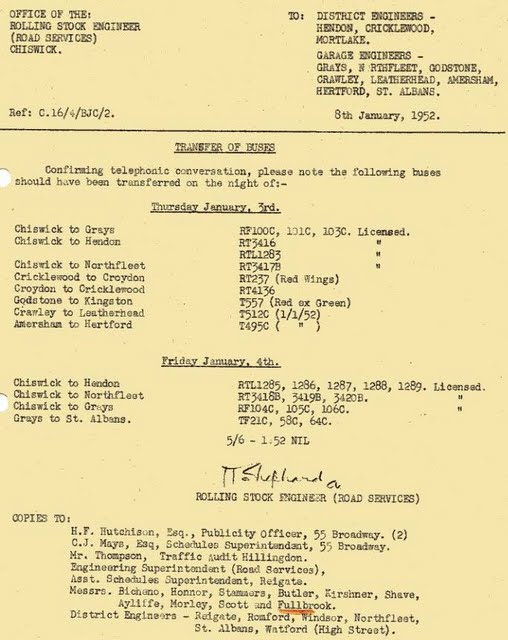 OFFICE OF THE:
ROLLING STOCK ENGINEER
(ROAD SERVICES)
CHISWICK.
TO: DISTRICT ENGINEERS -
HENDON, CRICKLEWOOD,
MORTLAKE.
GARAGE ENGINEERS -
GRAYS, NORTHFLEET, GODSTONE,
CRAWLEY, LEATHERHEAD, AMERSHAM,
HERTFORD, ST. ALBANS.
Ref: C.16/4/BJC/2.
8th January, 1952.
TRANSFER OF BUSES
Confirming telephonic conversation, please note the following buses
should have been transferred on the night of:-
Thursday January, 3rd.
Chiswick to Grays RF100C, 101C, 103C. Licensed.
Chiswick to Hendon RT3416 "
RTL1283 "
Chiswick to Northfleet RT3417B "
Cricklewood to Croydon RT237 (Red Wings)
Croydon to Cricklewood RT4136
Godstone to Kingston T557 (Red ex Green)
Crawley to Leatherhead T512C (1/1/52)
Amersham to Hertford T495C ( " )
Friday January, 4th.
Chiswick to Hendon RTL1285, 1286, 1287, 1288, 1289. Licensed.
Chiswick to Northfleet RT3418B, 3419B, 3420B. "
Chiswick to Grays RF104C, 105C, 106C. "
Grays to St. Albans. TF21C, 58C, 64C.
5/6 - 1.52 NIL
Shephard
ROLLING STOCK ENGINEER (ROAD SERVICES)
COPIES TO:
H.F. Hutchison, Esq., Publicity Officer, 55 Broadway. (2)
C.J. Mays, Esq, Schedules Superintendent, 55 Broadway.
Mr. Thompson, Traffic Audit Hillingdon.
Engineering Superintendent (Road Services),
Asst. Schedules Superintendent, Reigate.
Messrs. Bicheno, Honnor, Stammers, Butler, Kirshner, Shave,
Ayliffe, Morley, Scott and Fullbrook.
District Engineers - Reigate, Romford, Windsor, Northfleet,
St. Albans, Watford (High Street).